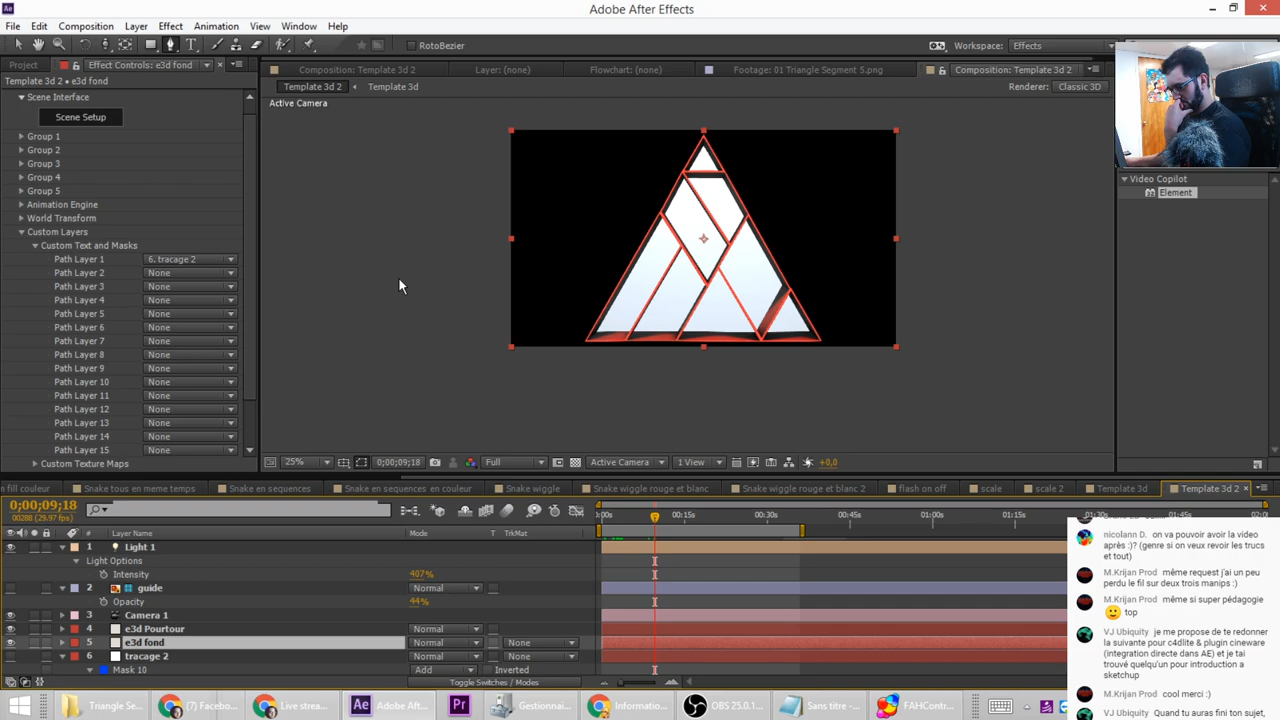 Adobe After Effects
File Edit Composition Layer Effect Animation View Window Help
RotoBezier
Workspace: Effects
Project Effect Controls: e3d fond
Composition: Template 3d 2 Layer: (none) Flowchart: (none) Footage: 01 Triangle Segment 5.png Composition: Template 3d 2
Template 3d 2 • e3d fond
Template 3d 2 Template 3d
Renderer: Classic 3D
Active Camera
Scene Interface
Scene Setup
Group 1
Group 2
Group 3
Group 4
Group 5
Animation Engine
World Transform
Custom Layers
Custom Text and Masks
Path Layer 1 6. tracage 2
Path Layer 2 None
Path Layer 3 None
Path Layer 4 None
Path Layer 5 None
Path Layer 6 None
Path Layer 7 None
Path Layer 8 None
Path Layer 9 None
Path Layer 10 None
Path Layer 11 None
Path Layer 12 None
Path Layer 13 None
Path Layer 14 None
Path Layer 15 None
Custom Texture Maps
Video Copilot
Element
25% 0;00;09;18 Full Active Camera 1 View +0,0
fill couleur Snake tous en meme temps Snake en sequences Snake en sequences en couleur Snake wiggle Snake wiggle rouge et blanc Snake wiggle rouge et blanc 2 flash on off scale scale 2 Template 3d Template 3d 2
0;00;09;18
00288 (29.97 fps)
:00s 00:15s 00:30s 00:45s 01:00s 01:15s 01:30s 01:45s
# Layer Name Mode T TrkMat
1 Light 1
Light Options
Intensity 407%
2 guide Normal
Opacity 44%
3 Camera 1
4 e3d Pourtour Normal
5 e3d fond Normal None
6 tracage 2 Normal None
Mask 10 Add Inverted
Toggle Switches / Modes
nicolann D. on va pouvoir avoir la video
après :)? (genre si on veux revoir les trucs
et tout)
M.Krijan Prod même request j'ai un peu
perdu le fil sur deux trois manips :)
M.Krijan Prod même si super pédagogie
top
VJ Ubiquity je me propose de te redonner
la suivante pour c4dlite & plugin cineware
(integration directe dans AE) et je tai
trouvé quelqu'un pour introduction a
sketchup
M.Krijan Prod cool merci :)
VJ Ubiquity Quand tu auras fini ton sujet,
Triangle Se... (7) Facebo... Live strea... Adobe Aft... Gestionnai... Informatio... OBS 25.0.1... Sans titre -... FAHContr...